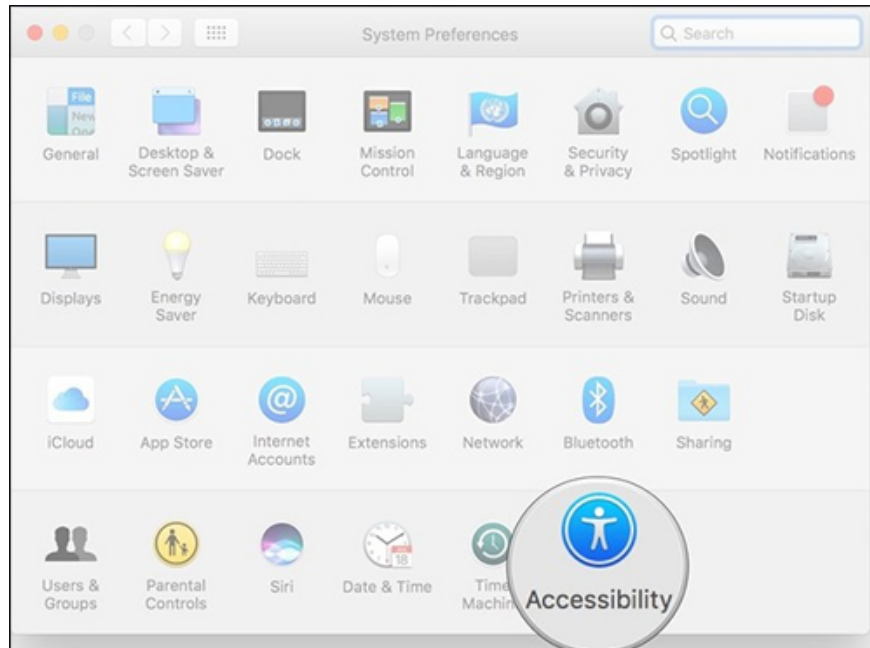 System Preferences
Search
File
New
One
General
Desktop &
Screen Saver
Dock
Mission
Control
Language
& Region
Security
& Privacy
Spotlight
Notifications
Displays
Energy
Saver
Keyboard
Mouse
Trackpad
Printers &
Scanners
Sound
Startup
Disk
iCloud
App Store
Internet
Accounts
Extensions
Network
Bluetooth
Sharing
Users &
Groups
Parental
Controls
Siri
18
Date & Time
Time
Machin
Accessibility